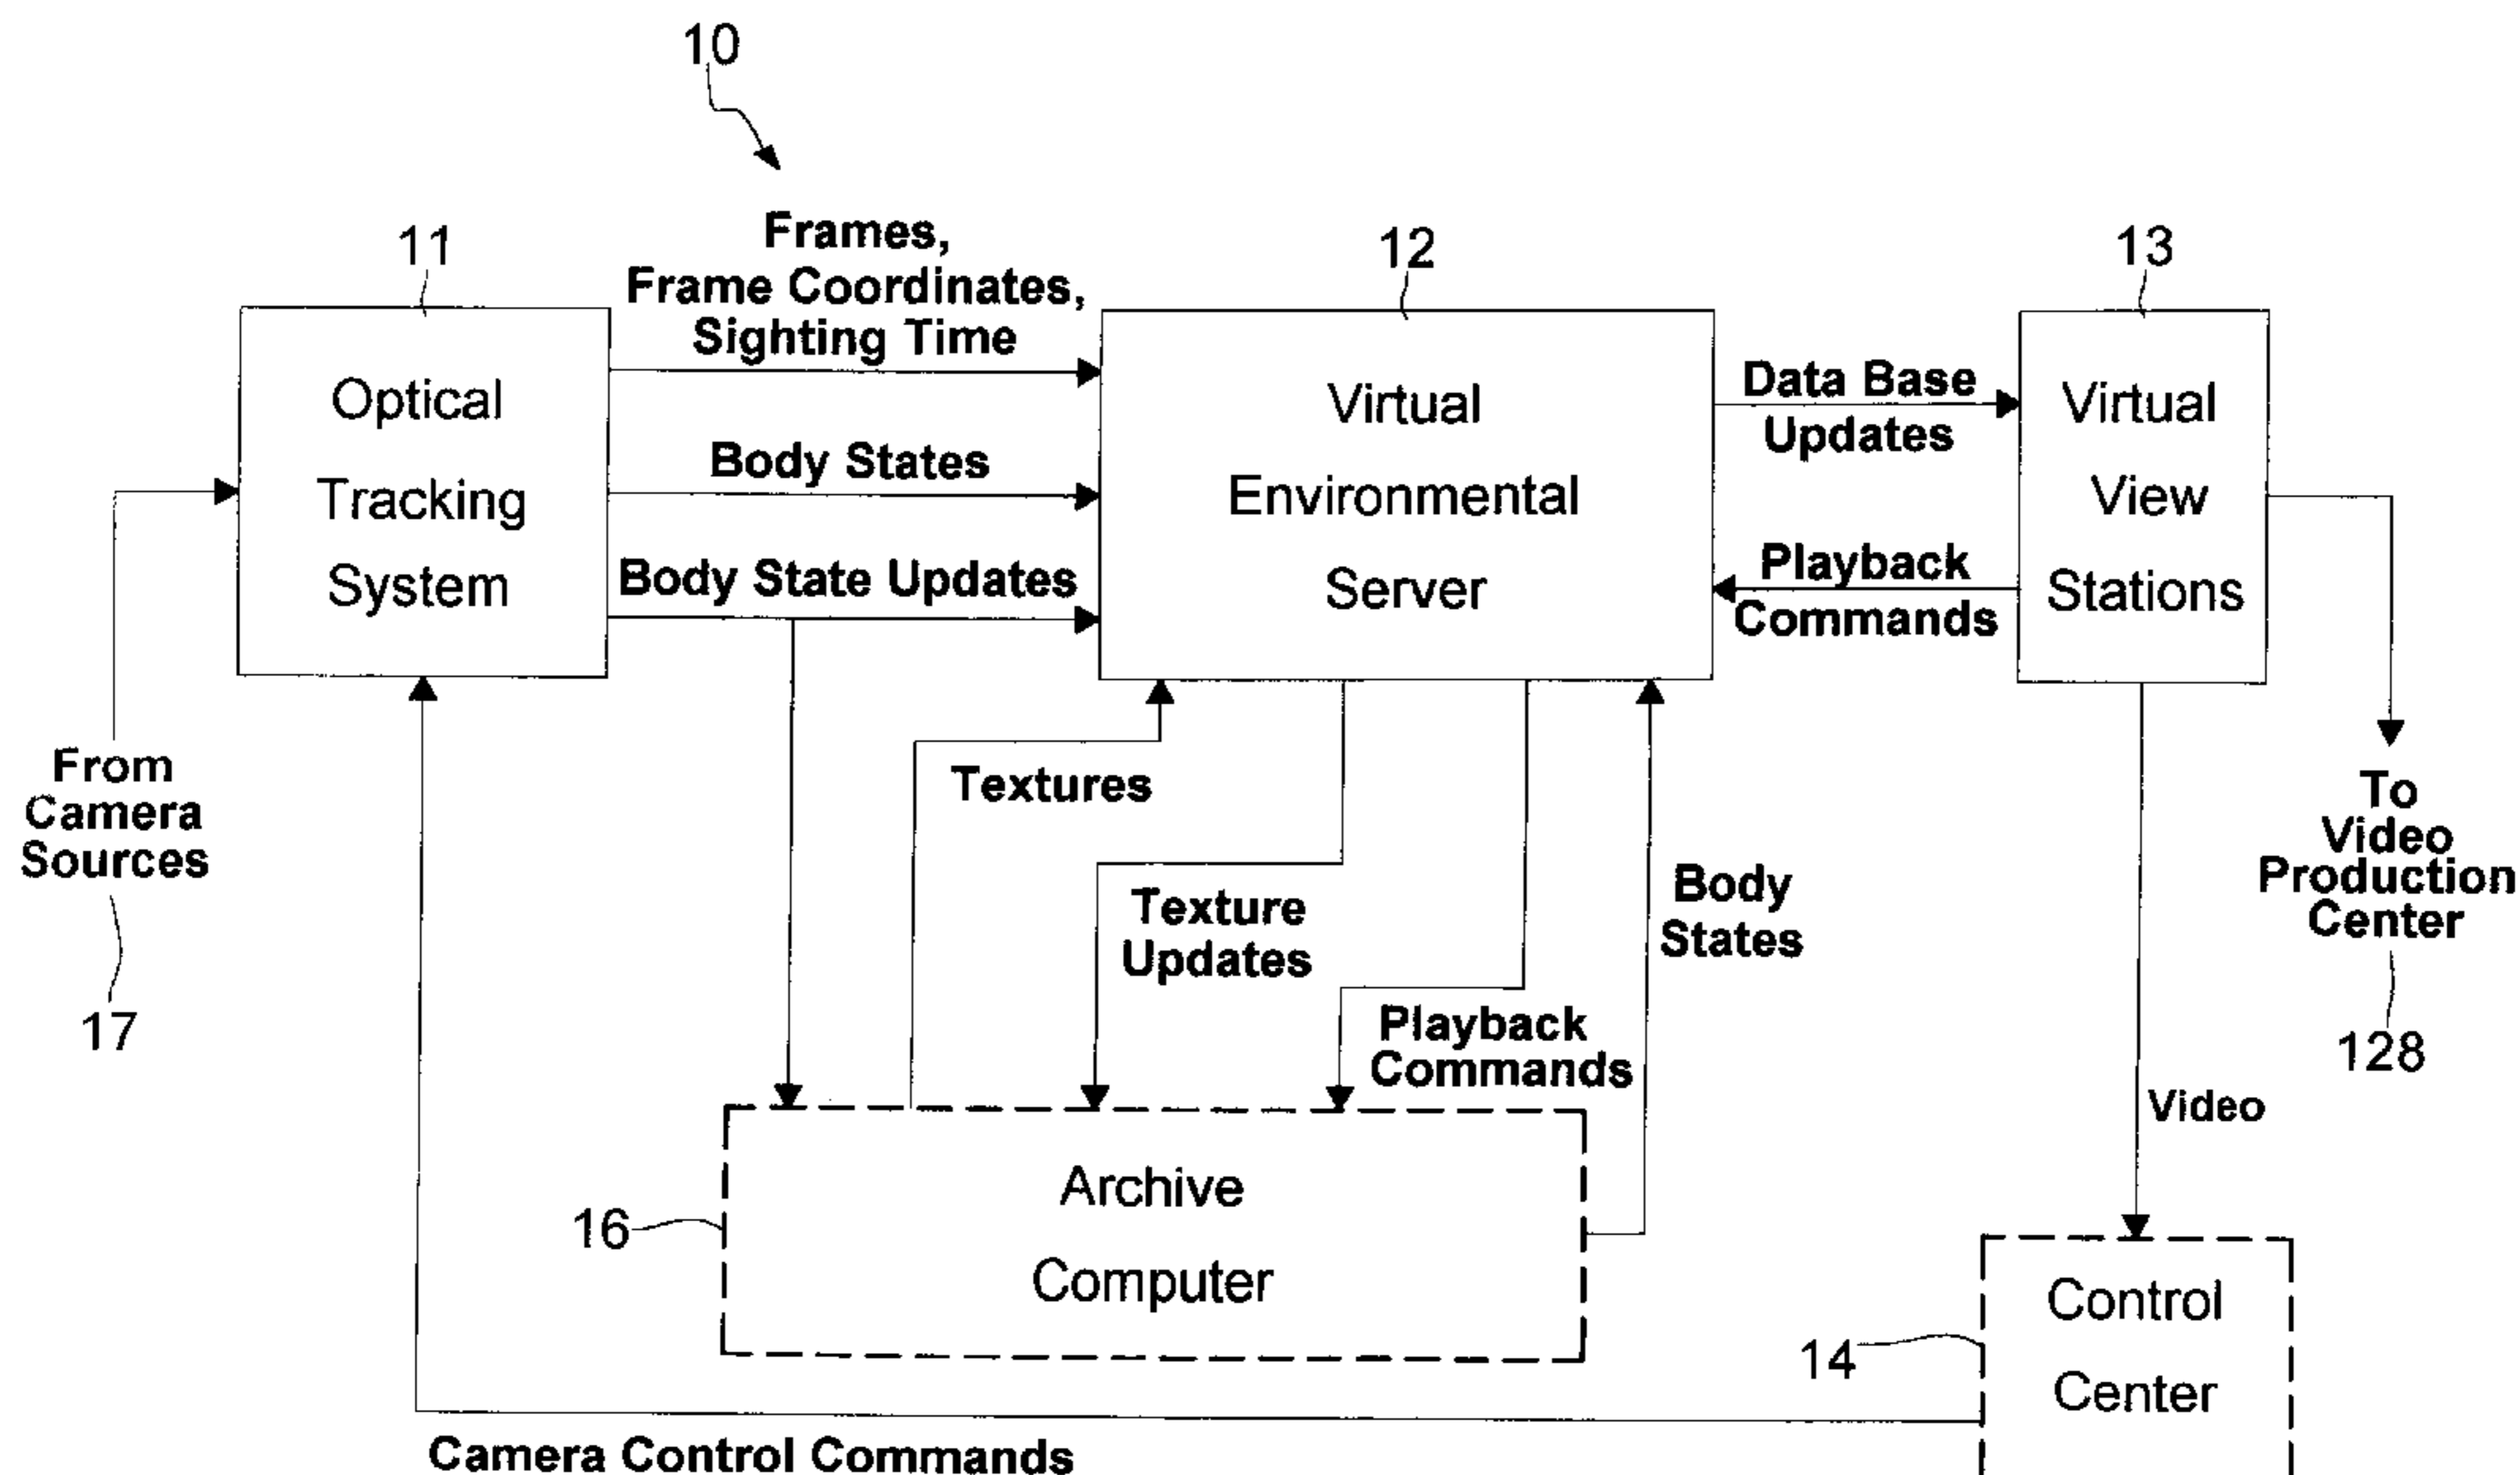 10
11
Frames,
Frame Coordinates,
Sighting Time
12
13
Optical
Tracking
System
Body States
Body State Updates
Virtual
Environmental
Server
Data Base
Updates
Playback
Commands
Virtual
View
Stations
From
Camera
Sources
17
Textures
Texture
Updates
Playback
Commands
Body
States
To
Video
Production
Center
128
Video
16
Archive
Computer
14
Control
Center
Camera Control Commands